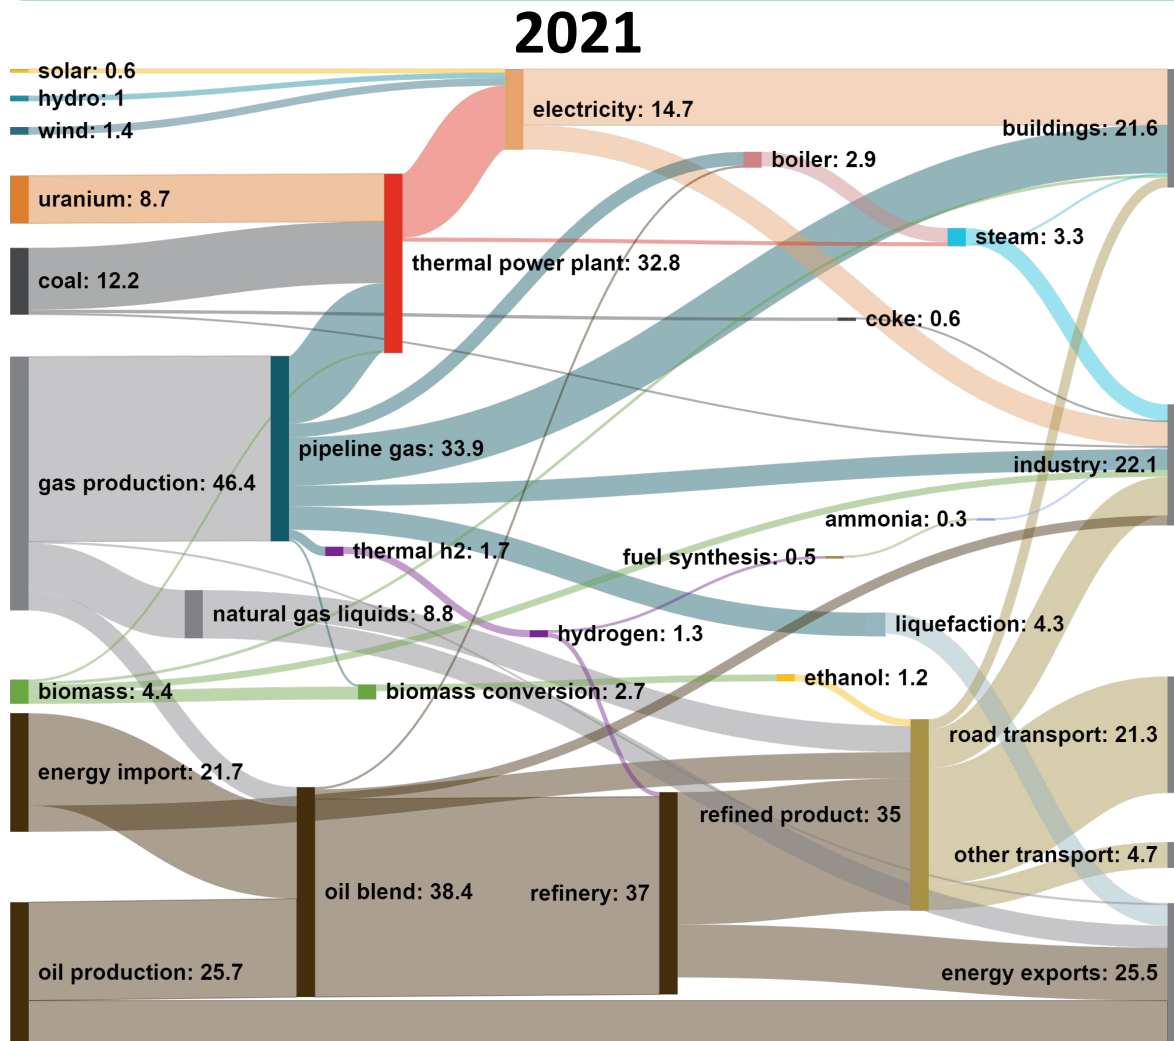 2021
solar: 0.6
hydro: 1
wind: 1.4
electricity: 14.7
buildings: 21.6
boiler: 2.9
uranium: 8.7
steam: 3.3
thermal power plant: 32.8
coal: 12.2
coke: 0.6
pipeline gas: 33.9
industry: 22.1
gas production: 46.4
ammonia: 0.3
thermal h2: 1.7
fuel synthesis: 0.5
natural gas liquids: 8.8
liquefaction: 4.3
hydrogen: 1.3
ethanol: 1.2
biomass: 4.4
biomass conversion: 2.7
road transport: 21.3
energy import: 21.7
refined product: 35
other transport: 4.7
oil blend: 38.4
refinery: 37
oil production: 25.7
energy exports: 25.5